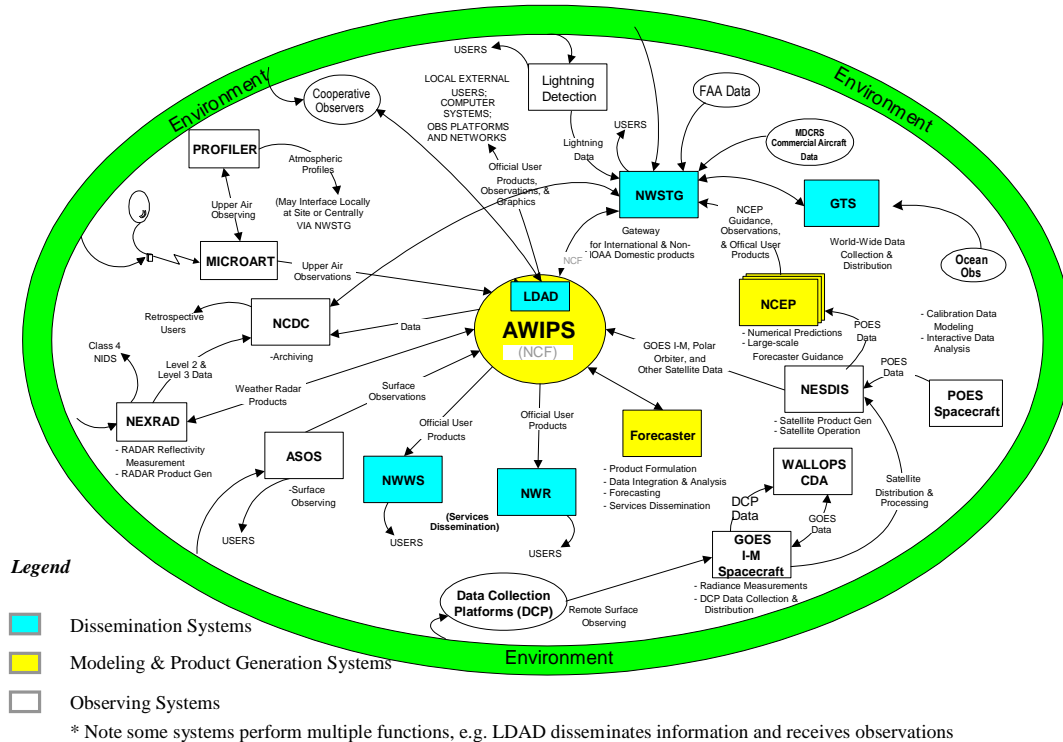 Environment
Environment
Environment
USERS
Lightning
Detection
LOCAL EXTERNAL
USERS;
COMPUTER
SYSTEMS;
OBS PLATFORMS
AND NETWORKS
Cooperative
Observers
FAA Data
USERS
MDCRS
Commercial Aircraft
Data
PROFILER
Atmospheric
Profiles
Lightning
Data
Official User
Products,
Observations, &
Graphics
(May Interface Locally
at Site or Centrally
VIA NWSTG
Upper Air
Observing
NWSTG
GTS
NCEP
Guidance,
Observations,
& Offical User
Products
Gateway
for International & Non-
IOAA Domestic products
NCF
World-Wide Data
Collection &
Distribution
Ocean
Obs
MICROART
Upper Air
Observations
LDAD
AWIPS
(NCF)
NCEP
- Numerical Predictions
- Large-scale
Forecaster Guidance
- Calibration Data
Modeling
- Interactive Data
Analysis
Retrospective
Users
NCDC
-Archiving
Data
Class 4
NIDS
Level 2 &
Level 3 Data
POES
Data
GOES I-M, Polar
Orbiter, and
Other Satellite Data
POES
Data
NESDIS
- Satellite Product Gen
- Satellite Operation
POES
Spacecraft
Weather Radar
Products
Surface
Observations
NEXRAD
- RADAR Reflectivity
Measurement
- RADAR Product Gen
Official User
Products
Official User
Products
Forecaster
- Product Formulation
- Data Integration & Analysis
- Forecasting
- Services Dissemination
ASOS
-Surface
Observing
NWWS
NWR
(Services
Dissemination)
WALLOPS
CDA
Satellite
Distribution &
Processing
DCP
Data
GOES
Data
USERS
USERS
USERS
GOES
I-M
Spacecraft
- Radiance Measurements
- DCP Data Collection &
Distribution
Data Collection
Platforms (DCP)
Remote Surface
Observing
Legend
Dissemination Systems
Modeling & Product Generation Systems
Observing Systems
* Note some systems perform multiple functions, e.g. LDAD disseminates information and receives observations